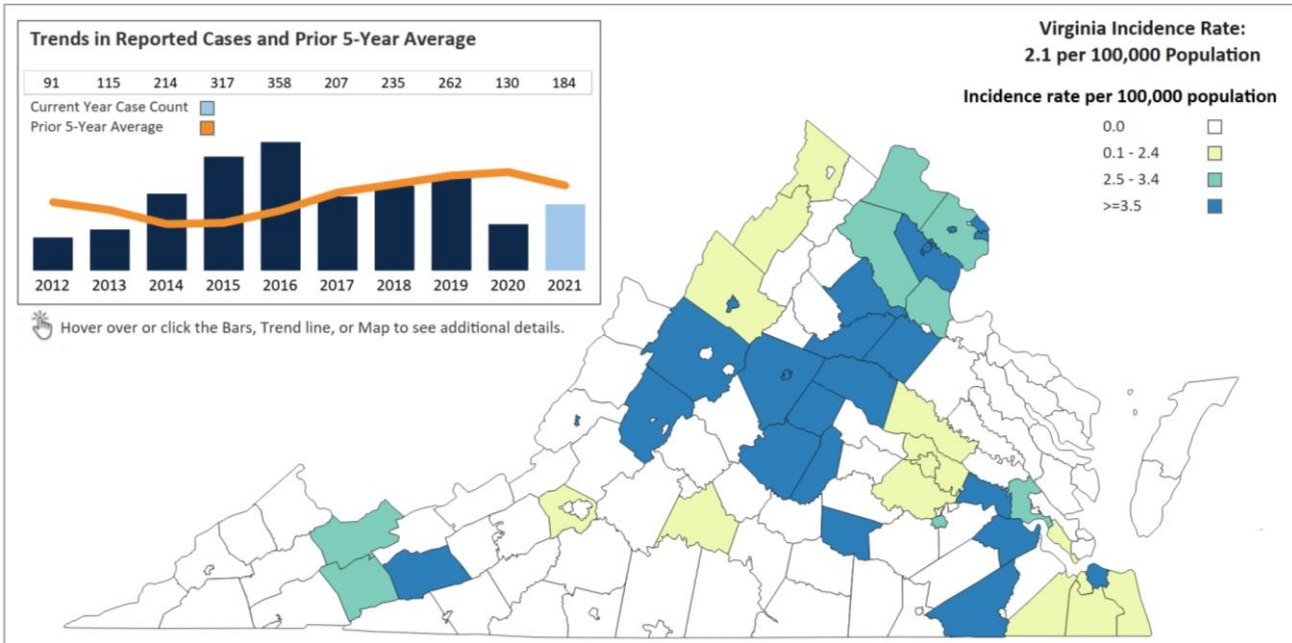 Trends in Reported Cases and Prior 5-Year Average
91 115 214 317 358 207 235 262 130 184
Current Year Case Count
Prior 5-Year Average
2012 2013 2014 2015 2016 2017 2018 2019 2020 2021
Hover over or click the Bars, Trend line, or Map to see additional details.
Virginia Incidence Rate:
2.1 per 100,000 Population
Incidence rate per 100,000 population
0.0
0.1 - 2.4
2.5 - 3.4
>=3.5